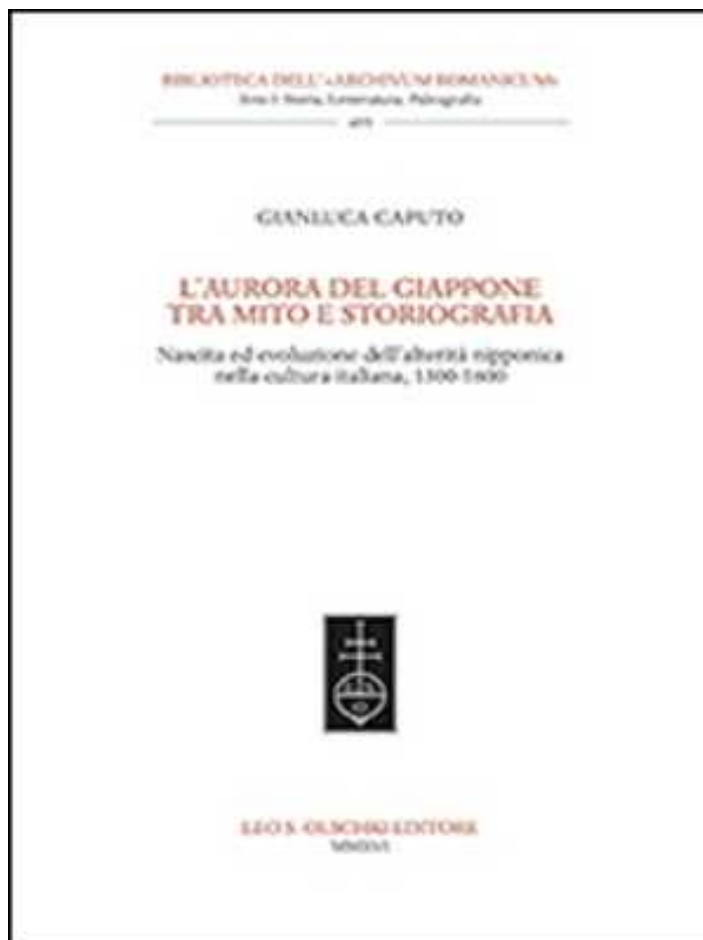 BIBLIOTECA DELL'«ARCHIVUM ROMANICUM»
Serie I: Storia, Letteratura, Paleografia
GIANLUCA CAPUTO
L'AURORA DEL GIAPPONE
TRA MITO E STORIOGRAFIA
Nascita ed evoluzione dell'alterità nipponica
nella cultura italiana, 1300-1600
LEO S. OLSCHKI EDITORE